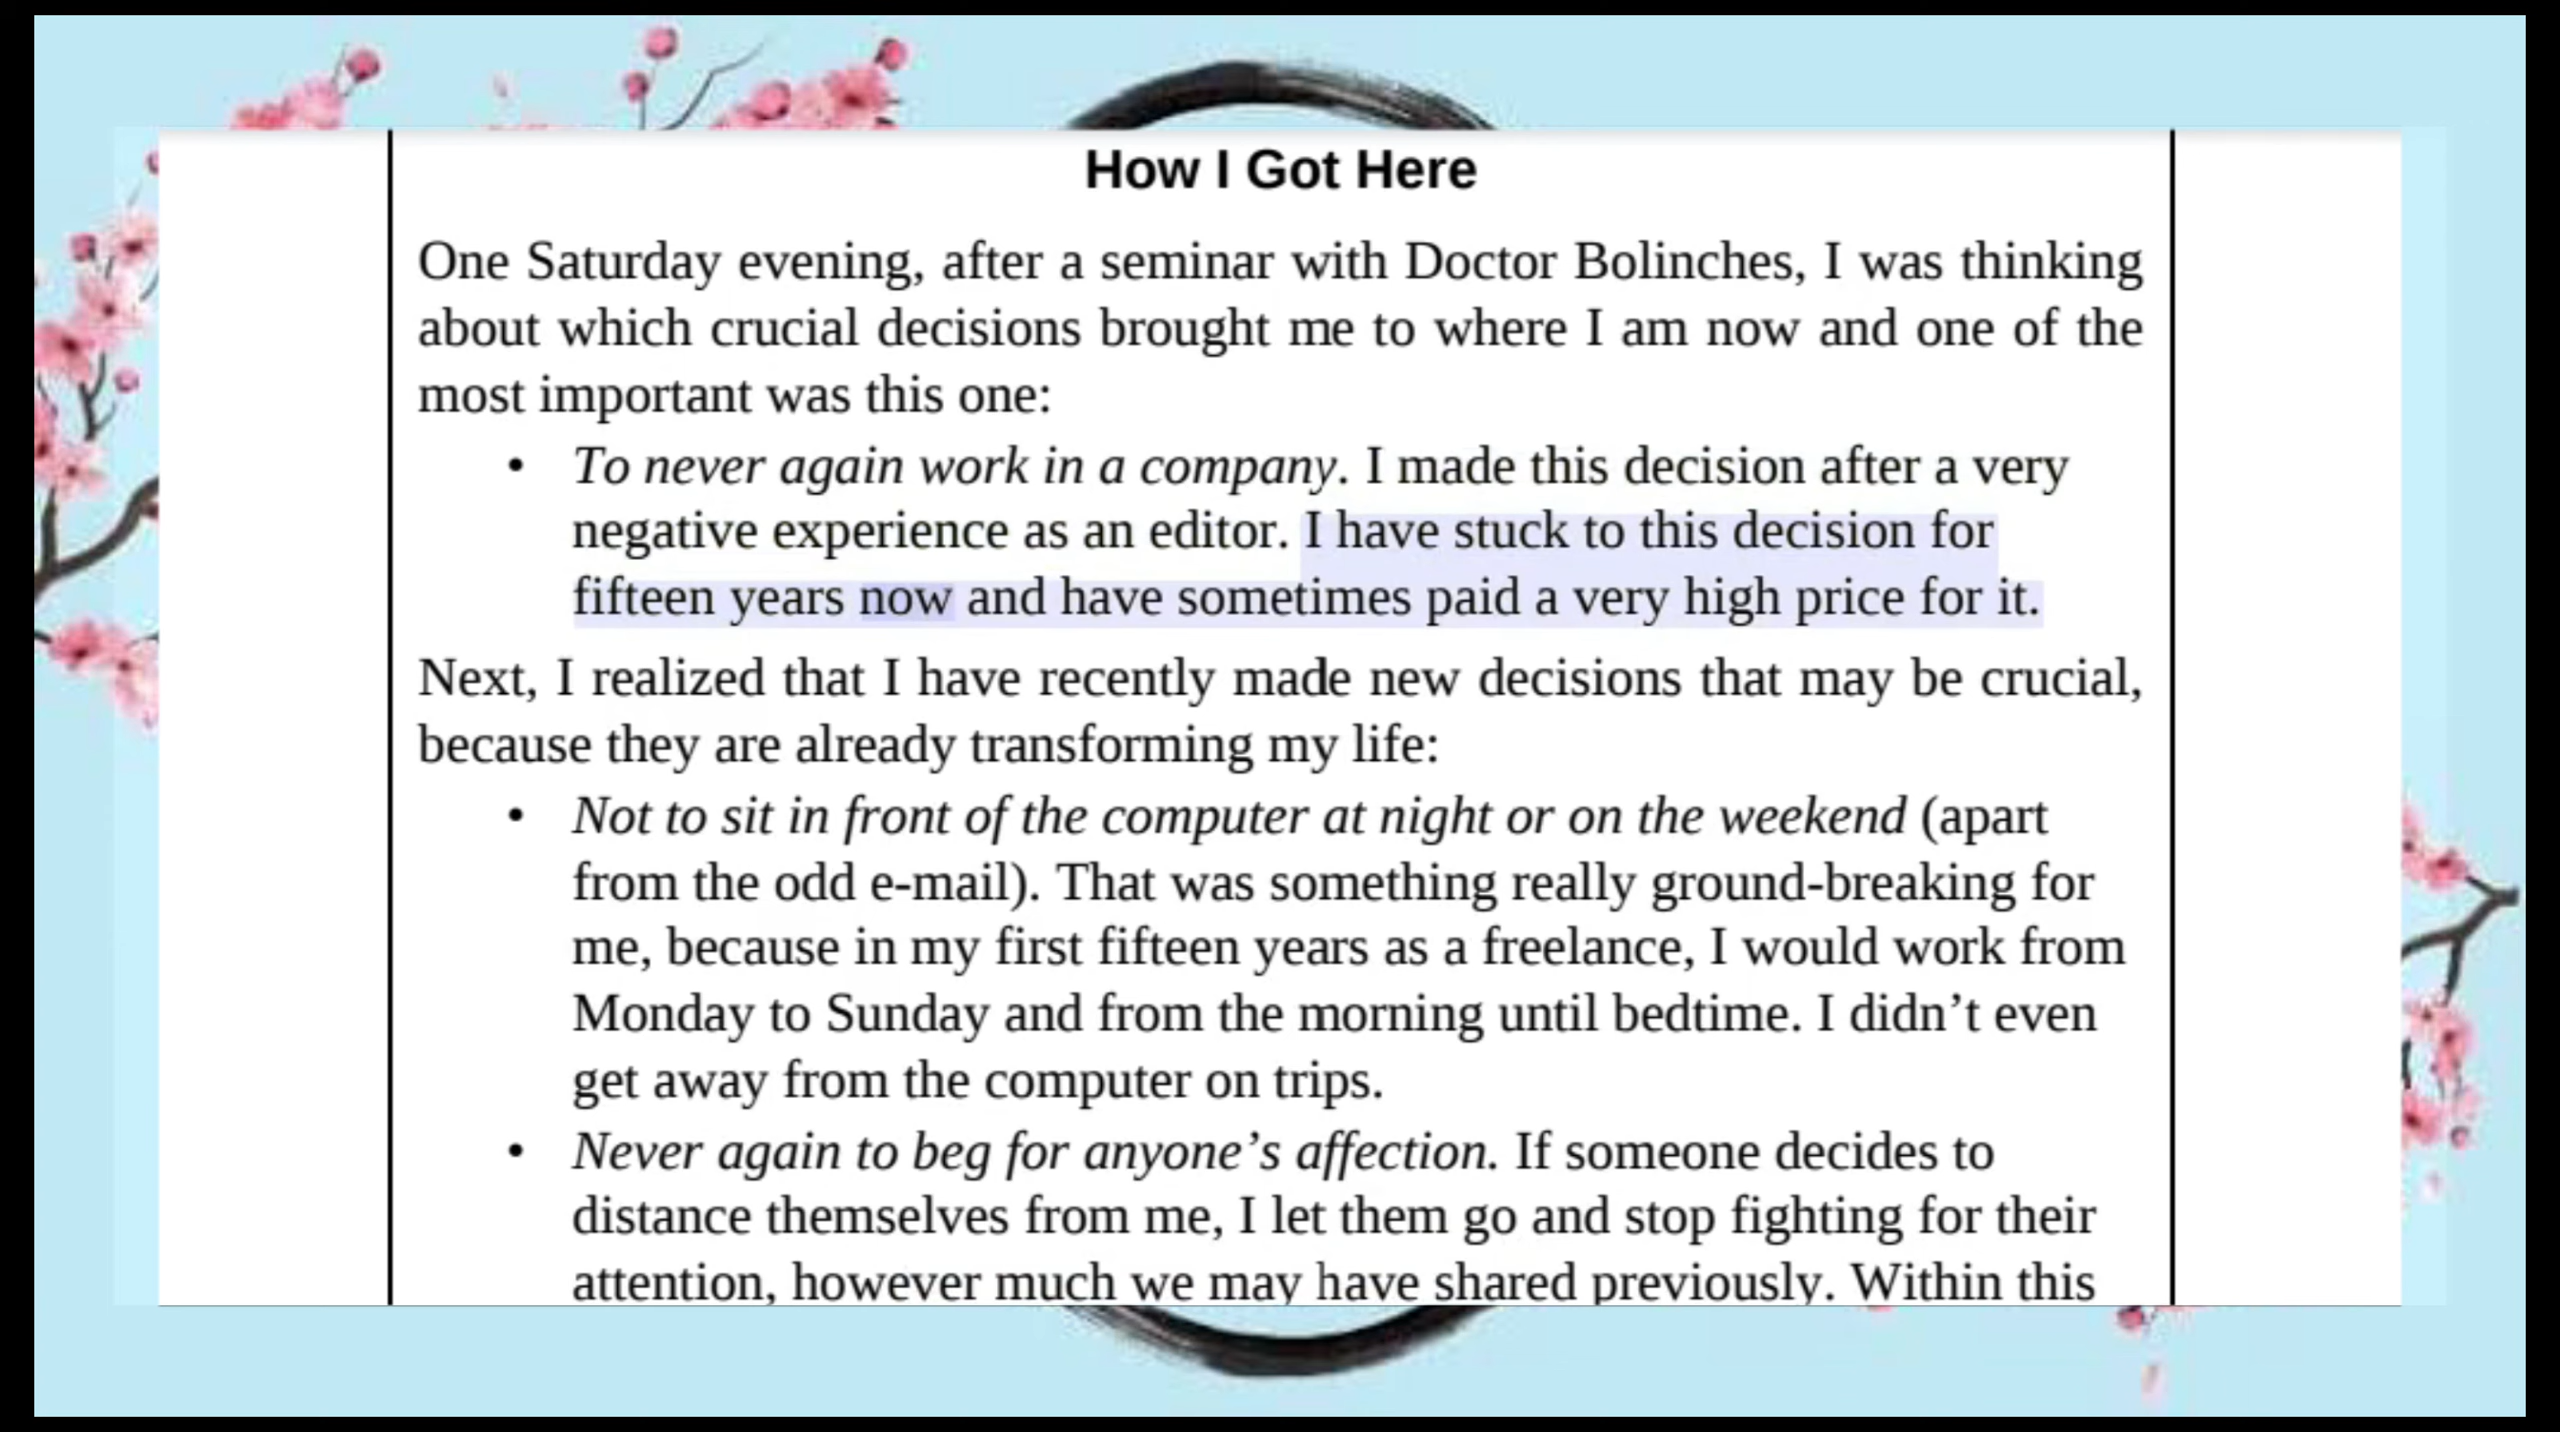 How I Got Here
One Saturday evening, after a seminar with Doctor Bolinches, I was thinking
about which crucial decisions brought me to where I am now and one of the
most important was this one:
• To never again work in a company. I made this decision after a very
negative experience as an editor. I have stuck to this decision for
fifteen years now and have sometimes paid a very high price for it.
Next, I realized that I have recently made new decisions that may be crucial,
because they are already transforming my life:
• Not to sit in front of the computer at night or on the weekend (apart
from the odd e-mail). That was something really ground-breaking for
me, because in my first fifteen years as a freelance, I would work from
Monday to Sunday and from the morning until bedtime. I didn’t even
get away from the computer on trips.
• Never again to beg for anyone’s affection. If someone decides to
distance themselves from me, I let them go and stop fighting for their
attention, however much we may have shared previously. Within this